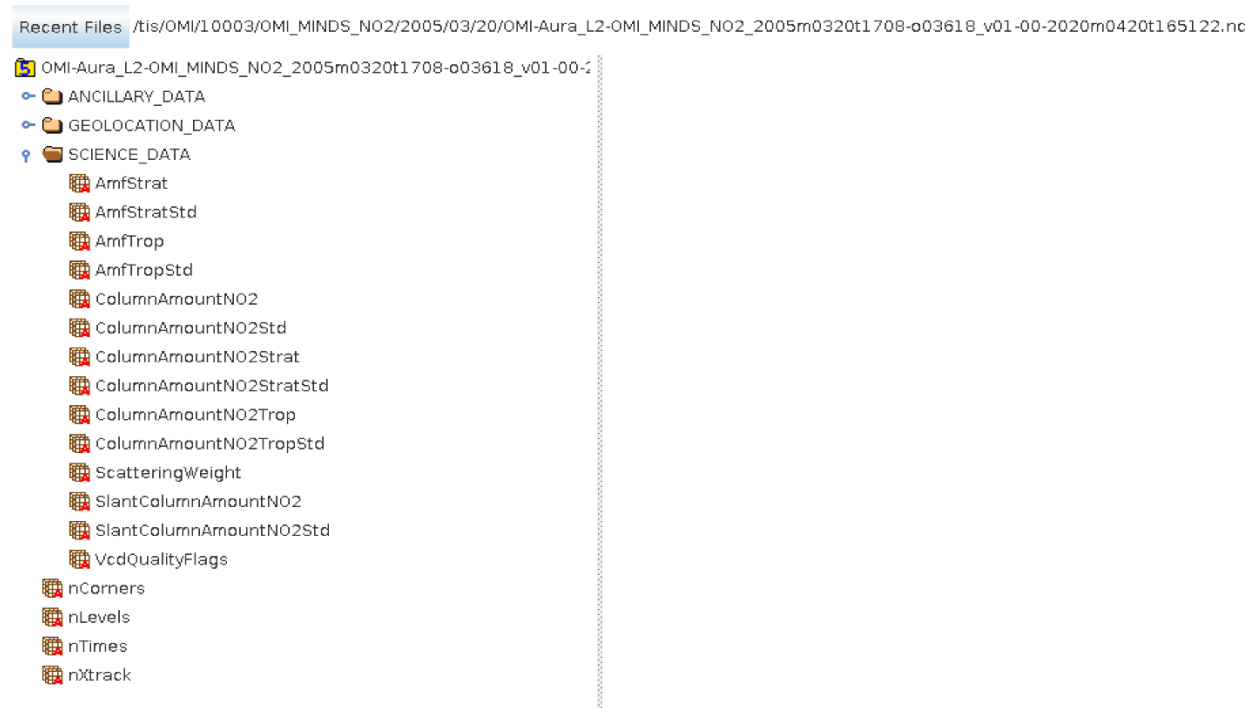 Recent Files /tis/OMI/10003/OMI_MINDS_NO2/2005/03/20/OMI-Aura_L2-OMI_MINDS_NO2_2005m0320t1708-o03618_v01-00-2020m0420t165122.nc
OMI-Aura_L2-OMI_MINDS_NO2_2005m0320t1708-o03618_v01-00-2
ANCILLARY_DATA
GEOLOCATION_DATA
SCIENCE_DATA
AmfStrat
AmfStratStd
AmfTrop
AmfTropStd
ColumnAmountNO2
ColumnAmountNO2Std
ColumnAmountNO2Strat
ColumnAmountNO2StratStd
ColumnAmountNO2Trop
ColumnAmountNO2TropStd
ScatteringWeight
SlantColumnAmountNO2
SlantColumnAmountNO2Std
VcdQualityFlags
nCorners
nLevels
nTimes
nXtrack